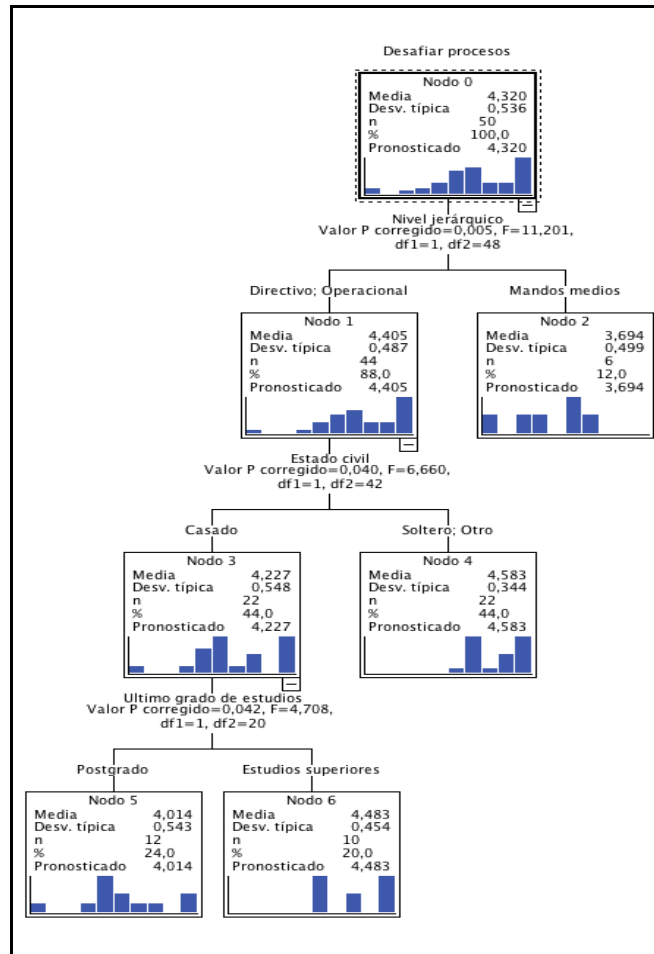 Desafiar procesos
Nodo 0
Media 4,320
Desv. típica 0,536
n 50
% 100,0
Pronosticado 4,320
Nivel jerárquico
Valor P corregido=0,005, F=11,201,
df1=1, df2=48
Directivo; Operacional
Nodo 1
Media 4,405
Desv. típica 0,487
n 44
% 88,0
Pronosticado 4,405
Mandos medios
Nodo 2
Media 3,694
Desv. típica 0,499
n 6
% 12,0
Pronosticado 3,694
Estado civil
Valor P corregido=0,040, F=6,660,
df1=1, df2=42
Casado
Nodo 3
Media 4,227
Desv. típica 0,548
n 22
% 44,0
Pronosticado 4,227
Soltero; Otro
Nodo 4
Media 4,583
Desv. típica 0,344
n 22
% 44,0
Pronosticado 4,583
Ultimo grado de estudios
Valor P corregido=0,042, F=4,708,
df1=1, df2=20
Postgrado
Nodo 5
Media 4,014
Desv. típica 0,543
n 12
% 24,0
Pronosticado 4,014
Estudios superiores
Nodo 6
Media 4,483
Desv. típica 0,454
n 10
% 20,0
Pronosticado 4,483